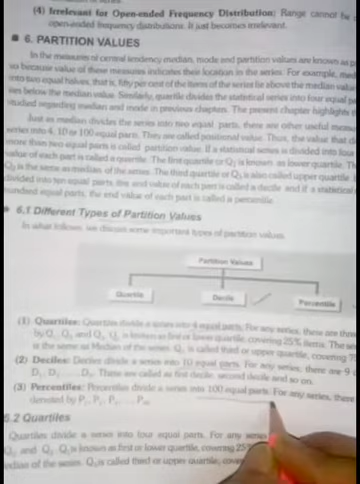 (4) Irrelevant for Open-ended Frequency Distribution: Range cannot be
open-ended frequency distributions. It just becomes irrelevant.
6. PARTITION VALUES
In the measures of central tendency median, mode and partition values are known as p
because value of these measures indicates their location in the series. For example, med
into two equal halves, that is, fifty per cent of the items of the series lie above the median value
lies below the median value. Similarly, quartile divides the statistical series into four equal p
studied regarding median and mode in previous chapters. The present chapter highlights t
Just as median divides the series into two equal parts, there are other useful
series into 4, 10 or 100 equal parts. They are called positional value. Thus, the value that
more than two equal parts is called partition value. If a statistical series is divided into four
value of each part is called a quartile. The first quartile or Q₁ is known as lower quartile. Th
Q₂ is the same as median of the series. The third quartile or Q₃ is also called upper quartile.
divided into ten equal parts, the end value of each part is called a decile and if a statistical
hundred equal parts, the end value of each part is called a percentile.
6.1 Different Types of Partition Values
In what follows, we discuss some important types of partition values.
Partition Values
Quartile Decile Percentile
(1) Quartiles: Quartiles divide a series into 4 equal parts. For any series, there are three
by Q₁, Q₂ and Q₃. Q₁ is known as first or lower quartile, covering 25% items. The se
is the same as Median of the series. Q₃ is called third or upper quartile, covering 7
(2) Deciles: Deciles divide a series into 10 equal parts. For any series, there are 9 d
D₁, D₂, ... D₉. These are called as first decile, second decile and so on.
(3) Percentiles: Percentiles divide a series into 100 equal parts. For any series, there
denoted by P₁, P₂, P₃ ... P₉₉.
6.2 Quartiles
Quartiles divide a series into four equal parts. For any series
Q₂ and Q₃. Q₁ is known as first or lower quartile, covering 25%
Median of the series. Q₃ is called third or upper quartile, cove